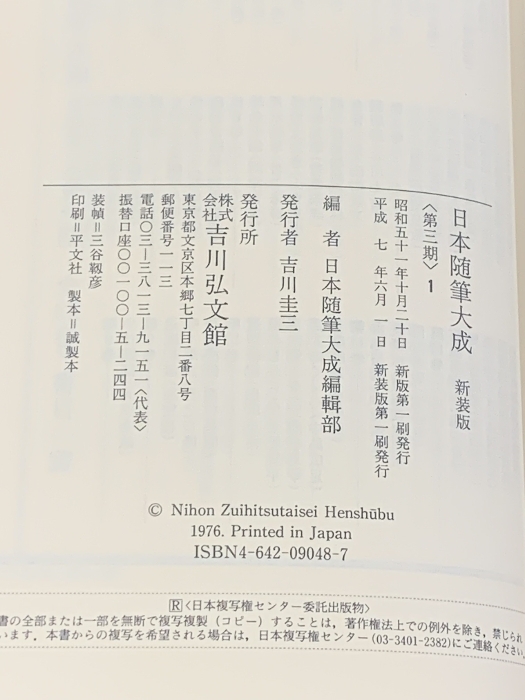 日本随筆大成 新装版
〈第三期〉1
昭和五十一年十月二十日 新版第一刷発行
平成 七 年六月 一 日 新装版第一刷発行
編 者 日本随筆大成編輯部
発行者 吉川圭三
発行所
株式会社 吉川弘文館
東京都文京区本郷七丁目二番八号
郵便番号一一三
電話〇三―三八一三―九一五一〈代表〉
振替口座〇〇一〇〇―五―二四四
装幀＝三谷靱彦
印刷＝平文社 製本＝誠製本
© Nihon Zuihitsutaisei Henshūbu
1976. Printed in Japan
ISBN4-642-09048-7
R〈日本複写権センター委託出版物〉
書の全部または一部を無断で複写複製（コピー）することは，著作権法上での例外を除き，禁じられ
います．本書からの複写を希望される場合は，日本複写権センター(03-3401-2382)にご連絡ください．